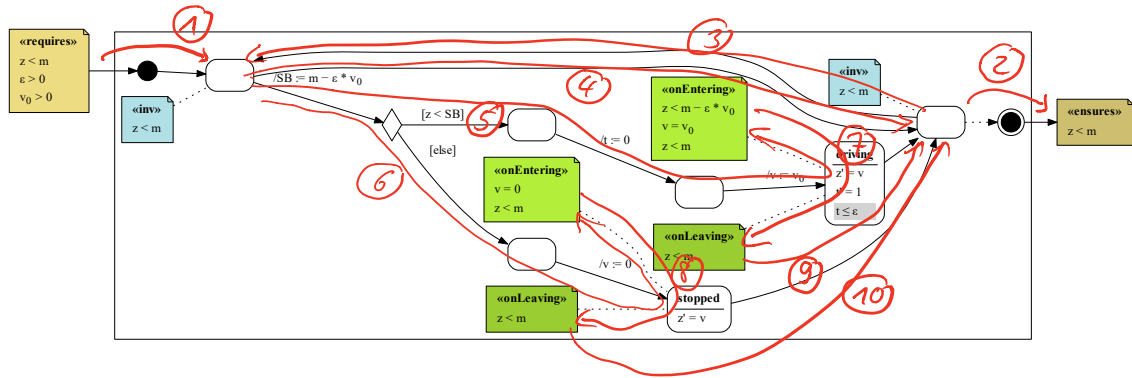 «requires»
z < m
ε > 0
v₀ > 0
1
«inv»
z < m
/SB := m − ε * v₀
3
4
[z < SB]
5
[else]
6
/t := 0
«onEntering»
z < m − ε * v₀
v = v₀
z < m
«inv»
z < m
2
«ensures»
z < m
7
driving
z' = v
t' = 1
t ≤ ε
/v := v₀
«onEntering»
v = 0
z < m
«onLeaving»
z < m
/v := 0
8
9
10
«onLeaving»
z < m
stopped
z' = v